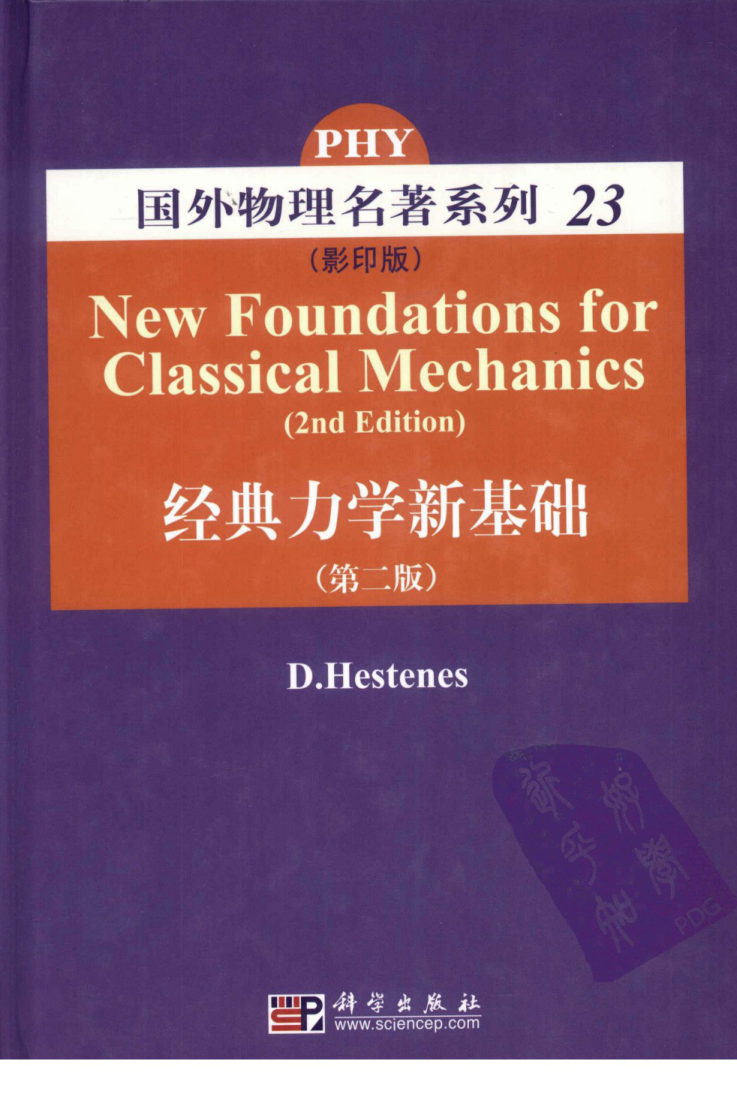 PHY
国外物理名著系列 23
（影印版）
New Foundations for
Classical Mechanics
(2nd Edition)
经典力学新基础
（第二版）
D.Hestenes
PDG
科学出版社
www.sciencep.com